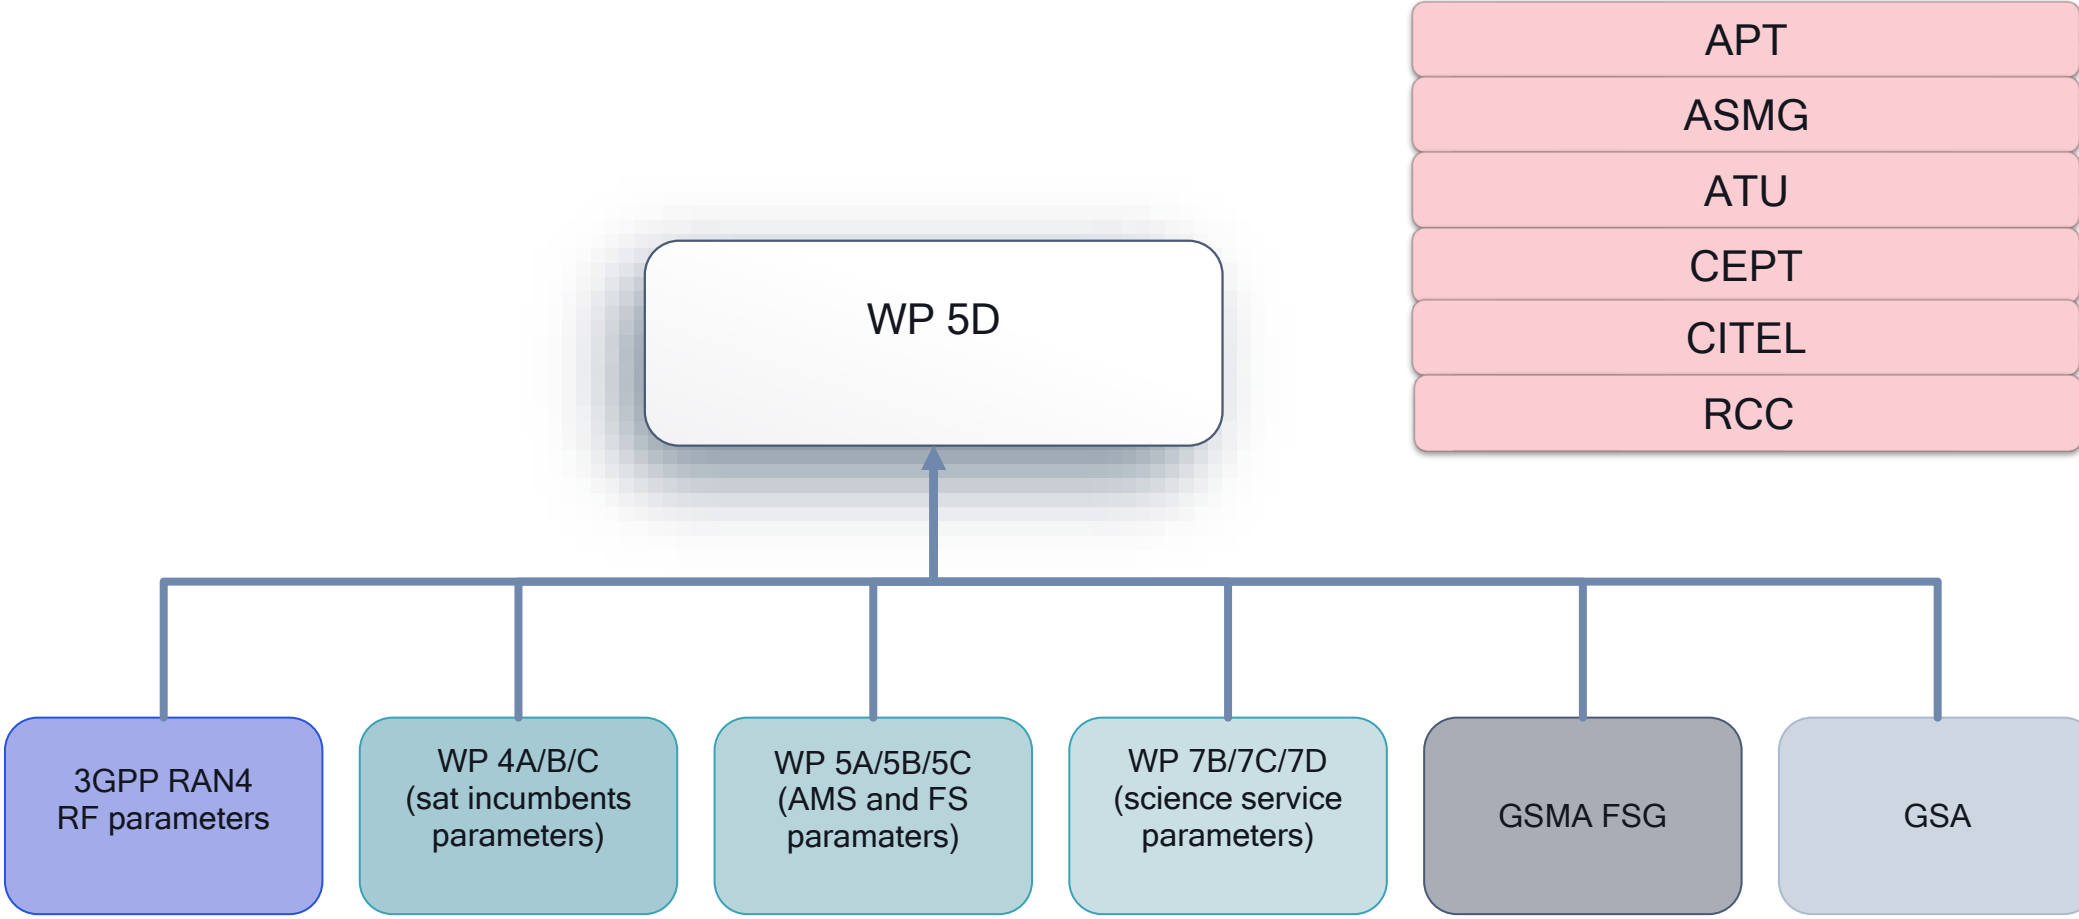 APT
ASMG
ATU
CEPT
CITEL
RCC
WP 5D
3GPP RAN4
RF parameters
WP 4A/B/C
(sat incumbents
parameters)
WP 5A/5B/5C
(AMS and FS
paramaters)
WP 7B/7C/7D
(science service
parameters)
GSMA FSG
GSA